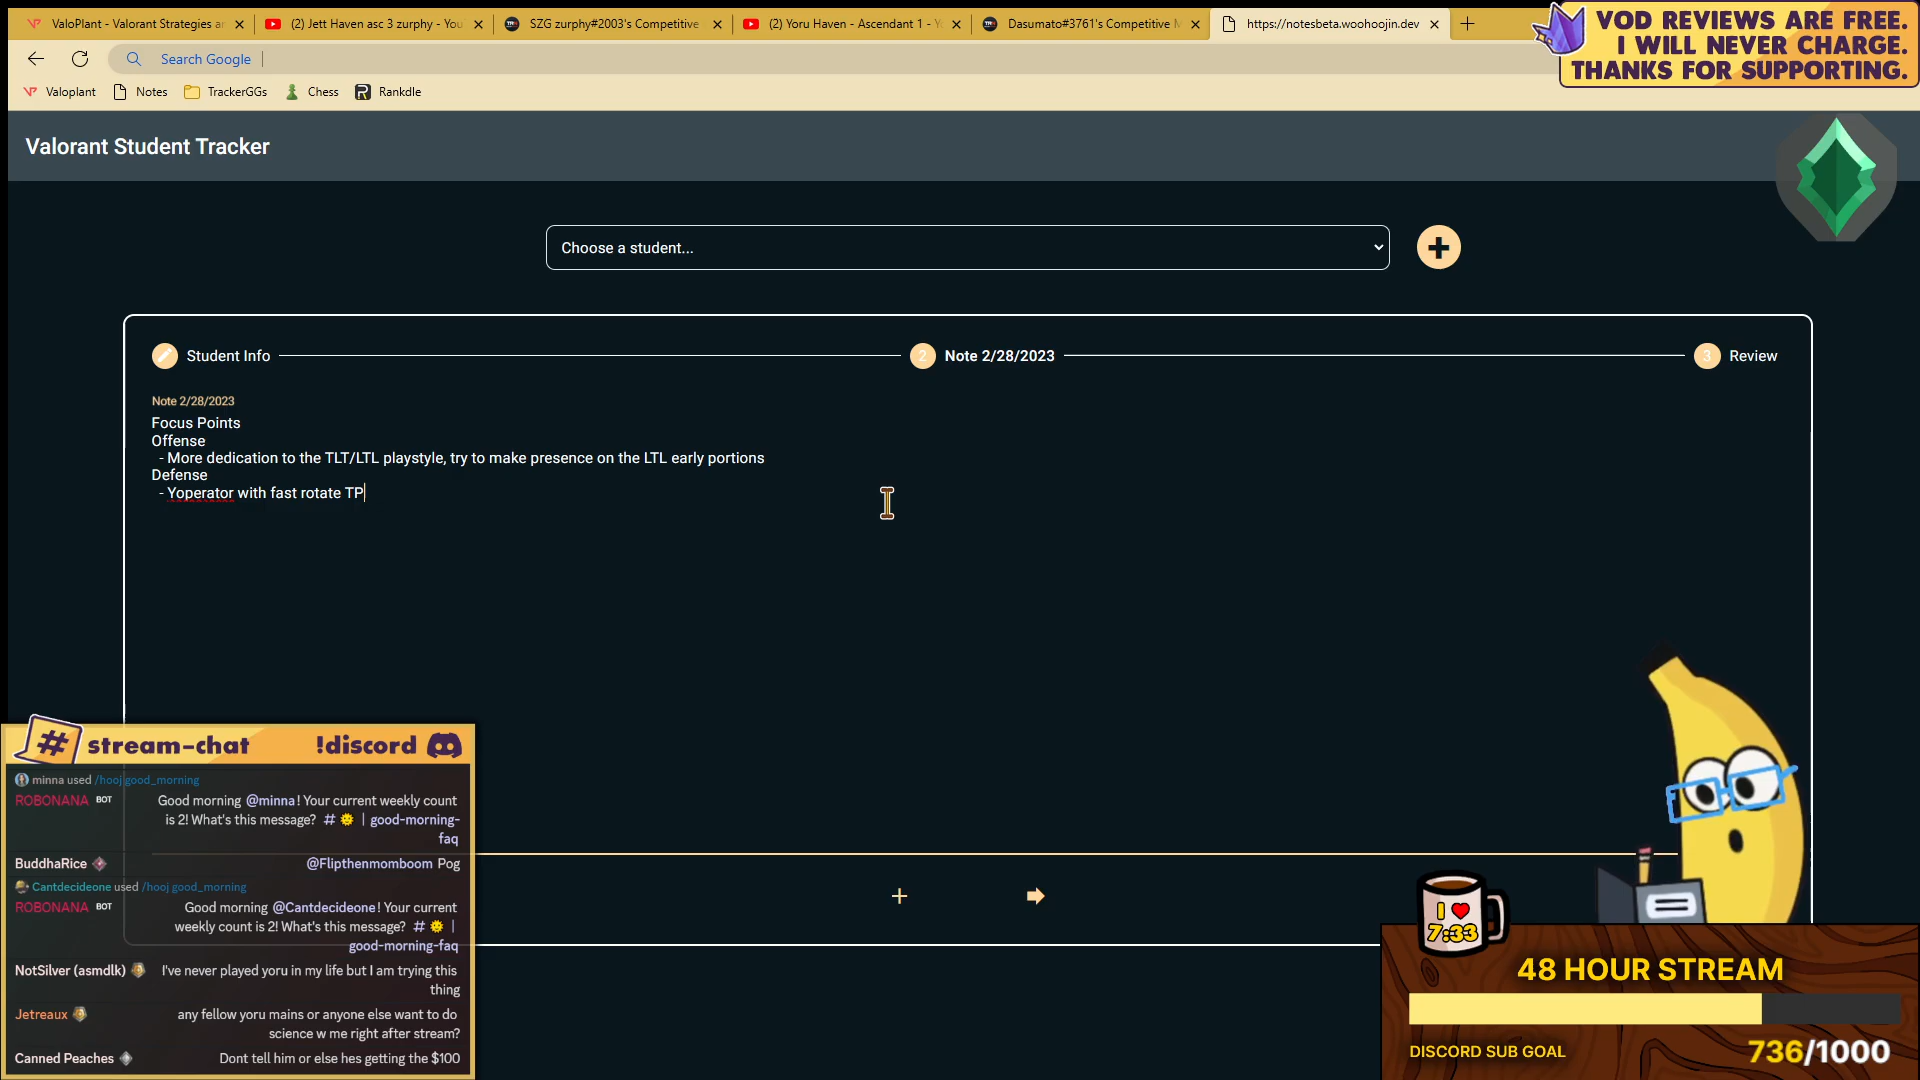 ValoPlant - Valorant Strategies a
(2) Jett Haven asc 3 zurphy - You
SZG zurphy#2003's Competitive
(2) Yoru Haven - Ascendant 1 - Y
Dasumato#3761's Competitive M
https://notesbeta.woohoojin.dev
VOD REVIEWS ARE FREE.
I WILL NEVER CHARGE.
THANKS FOR SUPPORTING.
Search Google
Valoplant
Notes
TrackerGGs
Chess
Rankdle
Valorant Student Tracker
Choose a student...
Student Info
2 Note 2/28/2023
3 Review
Note 2/28/2023
Focus Points
Offense
- More dedication to the TLT/LTL playstyle, try to make presence on the LTL early portions
Defense
- Yoperator with fast rotate TP
# stream-chat !discord
minna used /hooj good_morning
ROBONANA BOT Good morning @minna! Your current weekly count
is 2! What's this message? # | good-morning-
faq
BuddhaRice @Flipthenmomboom Pog
Cantdecideone used /hooj good_morning
ROBONANA BOT Good morning @Cantdecideone! Your current
weekly count is 2! What's this message? # |
good-morning-faq
NotSilver (asmdlk) I've never played yoru in my life but I am trying this
thing
Jetreaux any fellow yoru mains or anyone else want to do
science w me right after stream?
Canned Peaches Dont tell him or else hes getting the $100
I
7:33
48 HOUR STREAM
DISCORD SUB GOAL
736/1000